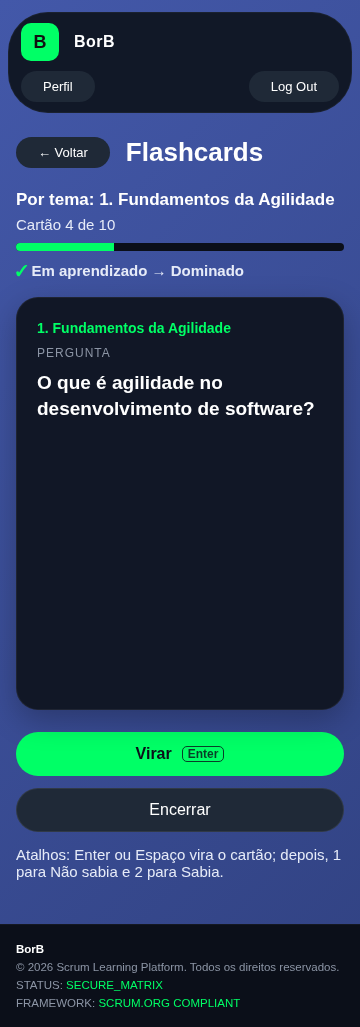 B BorB
Perfil Log Out
← Voltar Flashcards
Por tema: 1. Fundamentos da Agilidade
Cartão 4 de 10
✓ Em aprendizado → Dominado
1. Fundamentos da Agilidade
PERGUNTA
O que é agilidade no
desenvolvimento de software?
Virar Enter
Encerrar
Atalhos: Enter ou Espaço vira o cartão; depois, 1
para Não sabia e 2 para Sabia.
BorB
© 2026 Scrum Learning Platform. Todos os direitos reservados.
STATUS: SECURE_MATRIX
FRAMEWORK: SCRUM.ORG COMPLIANT